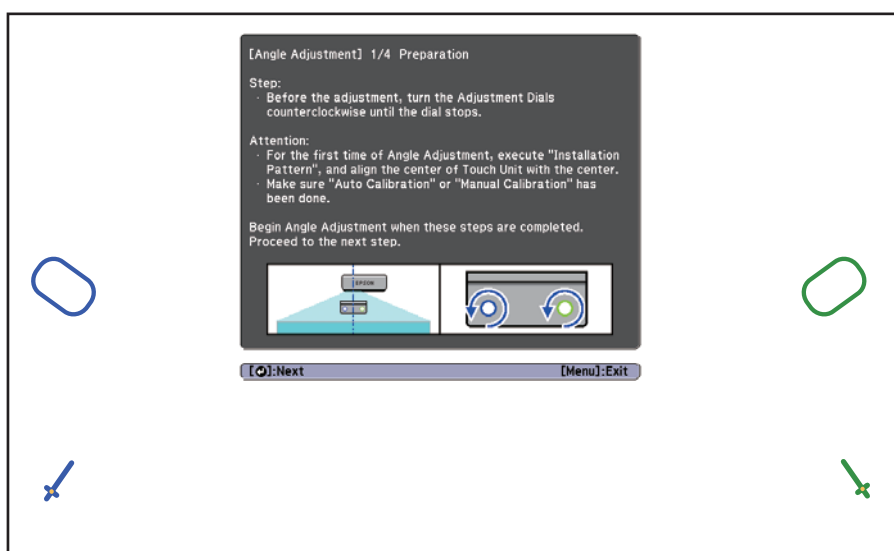 [Angle Adjustment] 1/4 Preparation
Step:
· Before the adjustment, turn the Adjustment Dials
counterclockwise until the dial stops.
Attention:
· For the first time of Angle Adjustment, execute "Installation
Pattern", and align the center of Touch Unit with the center.
· Make sure "Auto Calibration" or "Manual Calibration" has
been done.
Begin Angle Adjustment when these steps are completed.
Proceed to the next step.
EPSON
[↵]:Next [Menu]:Exit